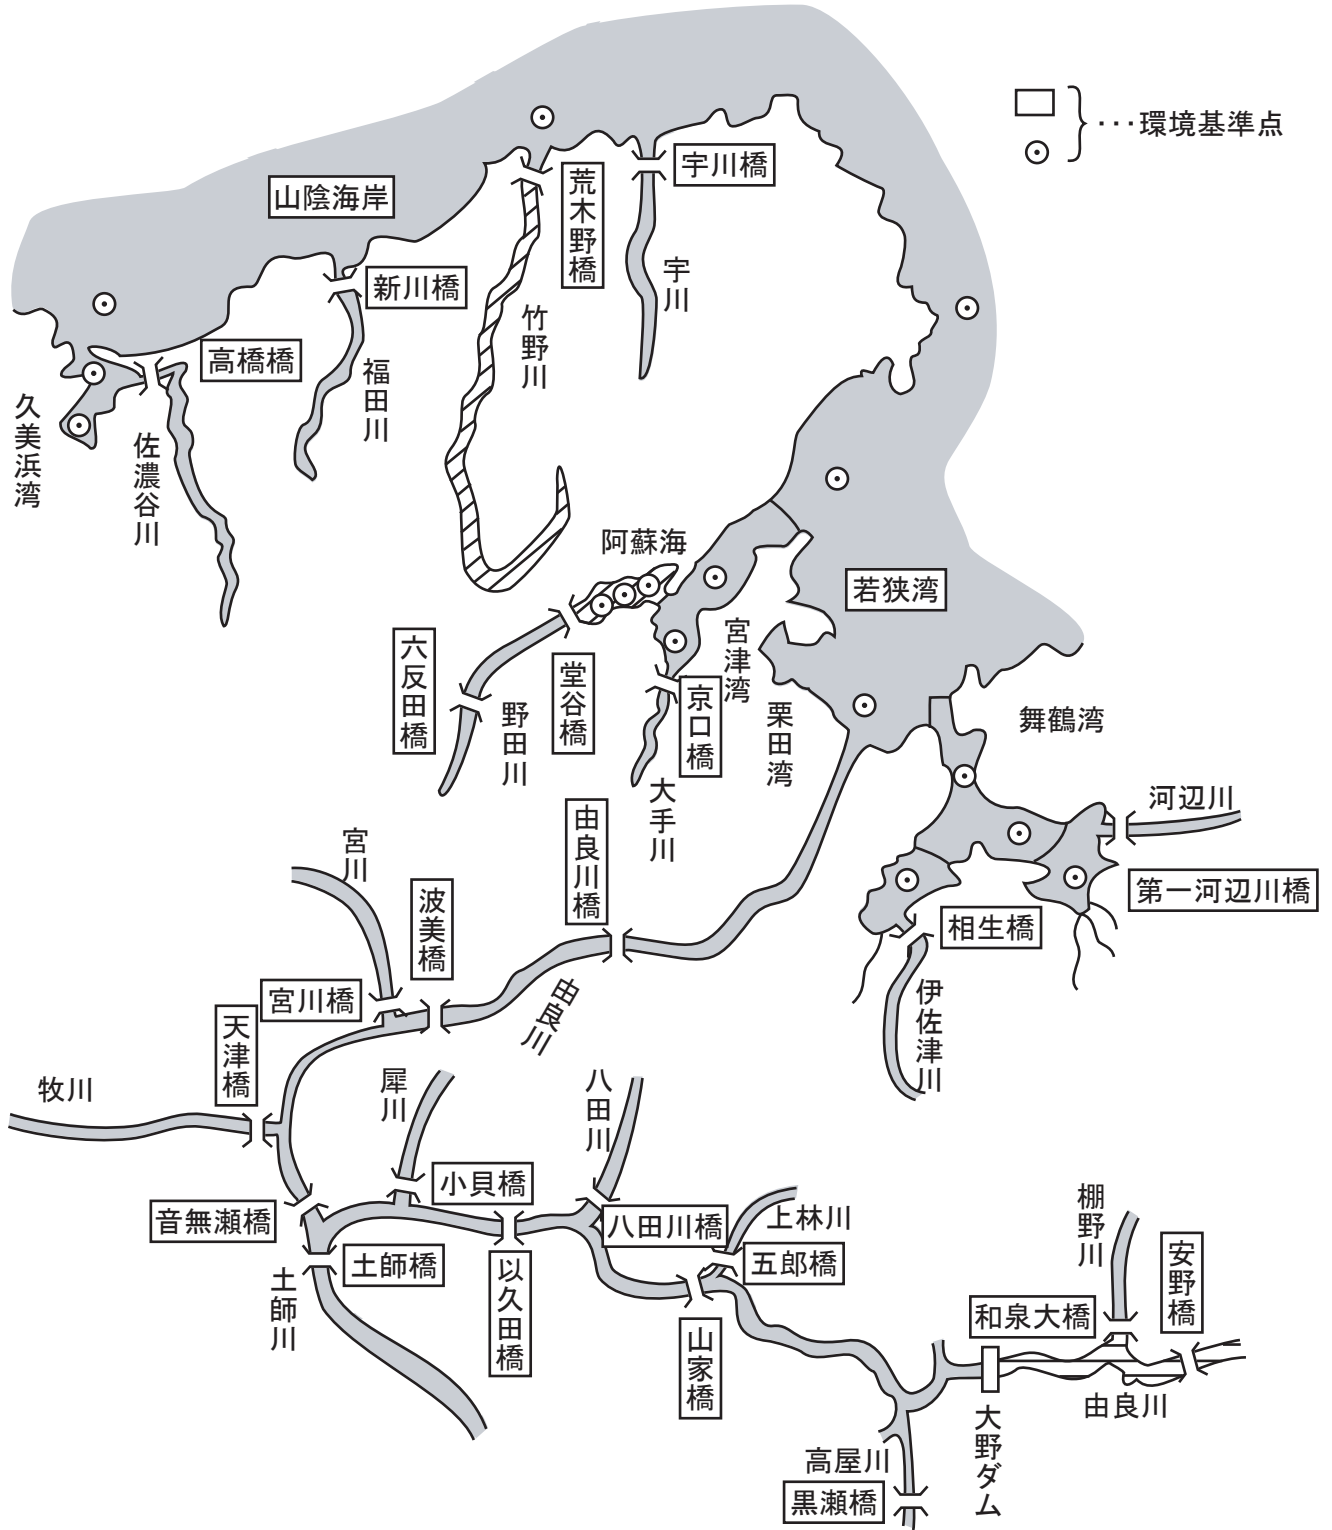 …環境基準点
山陰海岸
荒木野橋
宇川橋
新川橋
竹野川
宇川
高橋橋
福田川
久美浜湾
佐濃谷川
阿蘇海
若狭湾
六反田橋
堂谷橋
宮津湾
京口橋
野田川
栗田湾
舞鶴湾
大手川
河辺川
由良川橋
宮川
波美橋
第一河辺川橋
相生橋
宮川橋
由良川
伊佐津川
天津橋
牧川
犀川
八田川
小貝橋
音無瀬橋
八田川橋
上林川
棚野川
土師橋
五郎橋
安野橋
土師川
以久田橋
和泉大橋
山家橋
由良川
大野ダム
高屋川
黒瀬橋